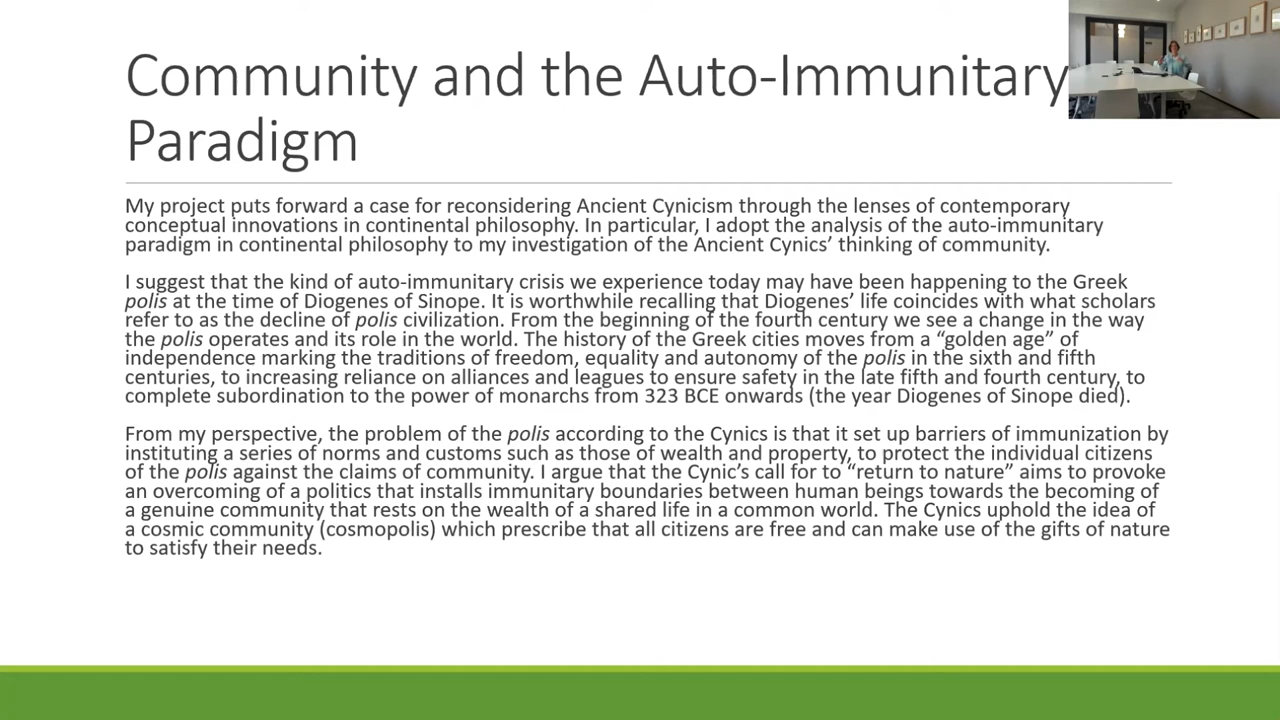 Community and the Auto-Immunitary
Paradigm
My project puts forward a case for reconsidering Ancient Cynicism through the lenses of contemporary
conceptual innovations in continental philosophy. In particular, I adopt the analysis of the auto-immunitary
paradigm in continental philosophy to my investigation of the Ancient Cynics’ thinking of community.
I suggest that the kind of auto-immunitary crisis we experience today may have been happening to the Greek
polis at the time of Diogenes of Sinope. It is worthwhile recalling that Diogenes’ life coincides with what scholars
refer to as the decline of polis civilization. From the beginning of the fourth century we see a change in the way
the polis operates and its role in the world. The history of the Greek cities moves from a “golden age” of
independence marking the traditions of freedom, equality and autonomy of the polis in the sixth and fifth
centuries, to increasing reliance on alliances and leagues to ensure safety in the late fifth and fourth century, to
complete subordination to the power of monarchs from 323 BCE onwards (the year Diogenes of Sinope died).
From my perspective, the problem of the polis according to the Cynics is that it set up barriers of immunization by
instituting a series of norms and customs such as those of wealth and property, to protect the individual citizens
of the polis against the claims of community. I argue that the Cynic’s call for to “return to nature” aims to provoke
an overcoming of a politics that installs immunitary boundaries between human beings towards the becoming of
a genuine community that rests on the wealth of a shared life in a common world. The Cynics uphold the idea of
a cosmic community (cosmopolis) which prescribe that all citizens are free and can make use of the gifts of nature
to satisfy their needs.